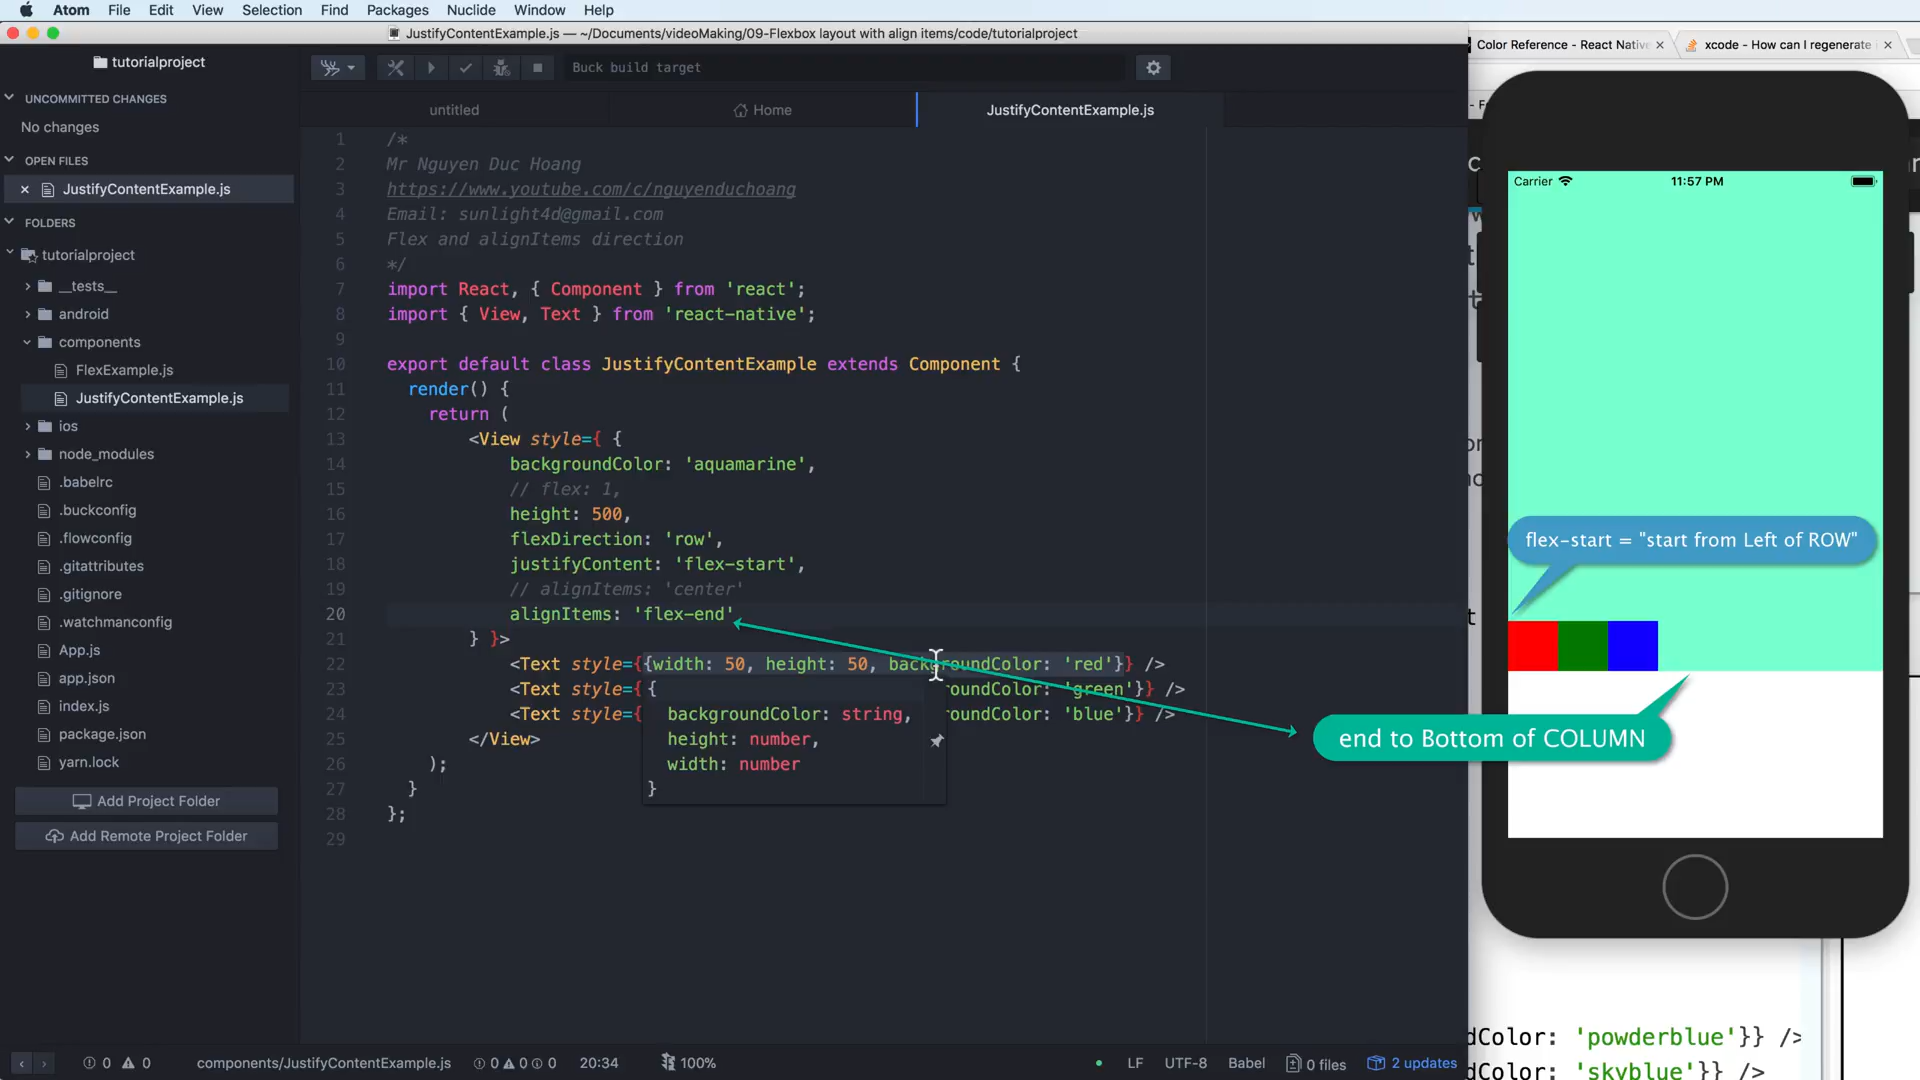 Atom File Edit View Selection Find Packages Nuclide Window Help
JustifyContentExample.js — ~/Documents/videoMaking/09-Flexbox layout with align items/code/tutorialproject
Color Reference - React Nativ
xcode - How can I regenerate
tutorialproject
Buck build target
UNCOMMITTED CHANGES
No changes
OPEN FILES
JustifyContentExample.js
FOLDERS
tutorialproject
__tests__
android
components
FlexExample.js
JustifyContentExample.js
ios
node_modules
.babelrc
.buckconfig
.flowconfig
.gitattributes
.gitignore
.watchmanconfig
App.js
app.json
index.js
package.json
yarn.lock
Add Project Folder
Add Remote Project Folder
untitled
Home
JustifyContentExample.js
1 /*
2 Mr Nguyen Duc Hoang
3 https://www.youtube.com/c/nguyenduchoang
4 Email: sunlight4d@gmail.com
5 Flex and alignItems direction
6 */
7 import React, { Component } from 'react';
8 import { View, Text } from 'react-native';
9
10 export default class JustifyContentExample extends Component {
11 render() {
12 return (
13 <View style={ {
14 backgroundColor: 'aquamarine',
15 // flex: 1,
16 height: 500,
17 flexDirection: 'row',
18 justifyContent: 'flex-start',
19 // alignItems: 'center'
20 alignItems: 'flex-end'
21 } }>
22 <Text style={{width: 50, height: 50, backgroundColor: 'red'}} />
23 <Text style={ roundColor: 'green'}} />
24 <Text style={ roundColor: 'blue'}} />
25 </View>
26 );
27 }
28 };
29
{
backgroundColor: string,
height: number,
width: number
}
Carrier 11:57 PM
flex-start = "start from Left of ROW"
end to Bottom of COLUMN
dColor: 'powderblue'}} />
dColor: 'skyblue'}} />
0 0 components/JustifyContentExample.js 0 0 0 20:34 100% LF UTF-8 Babel 0 files 2 updates